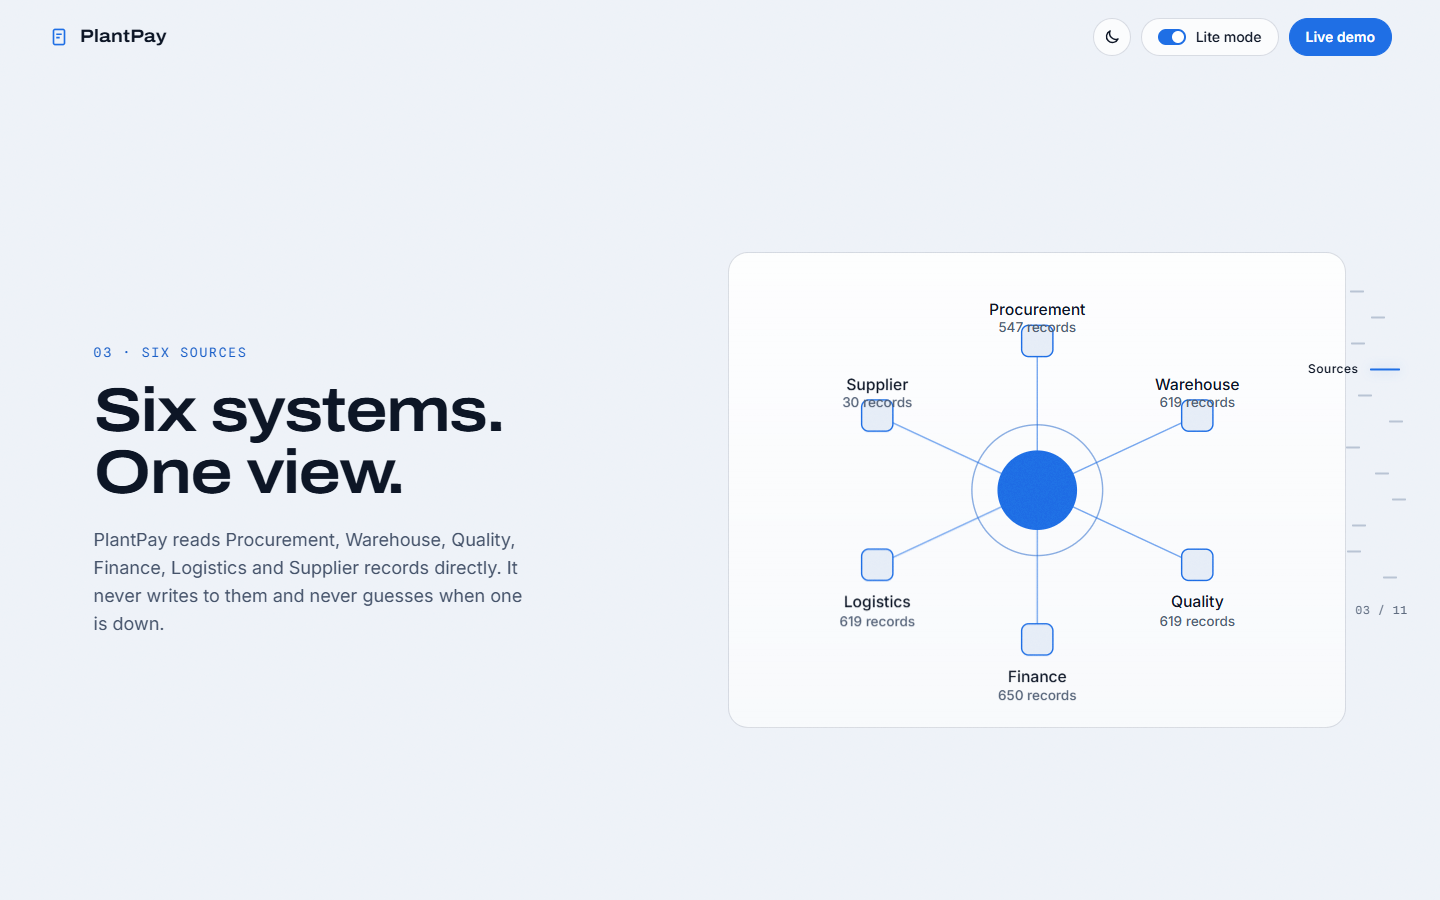 PlantPay
Lite mode
Live demo
03 · SIX SOURCES
Six systems.
One view.
PlantPay reads Procurement, Warehouse, Quality,
Finance, Logistics and Supplier records directly. It
never writes to them and never guesses when one
is down.
Procurement
547 records
Supplier
30 records
Warehouse
619 records
Logistics
619 records
Quality
619 records
Finance
650 records
Sources
03 / 11